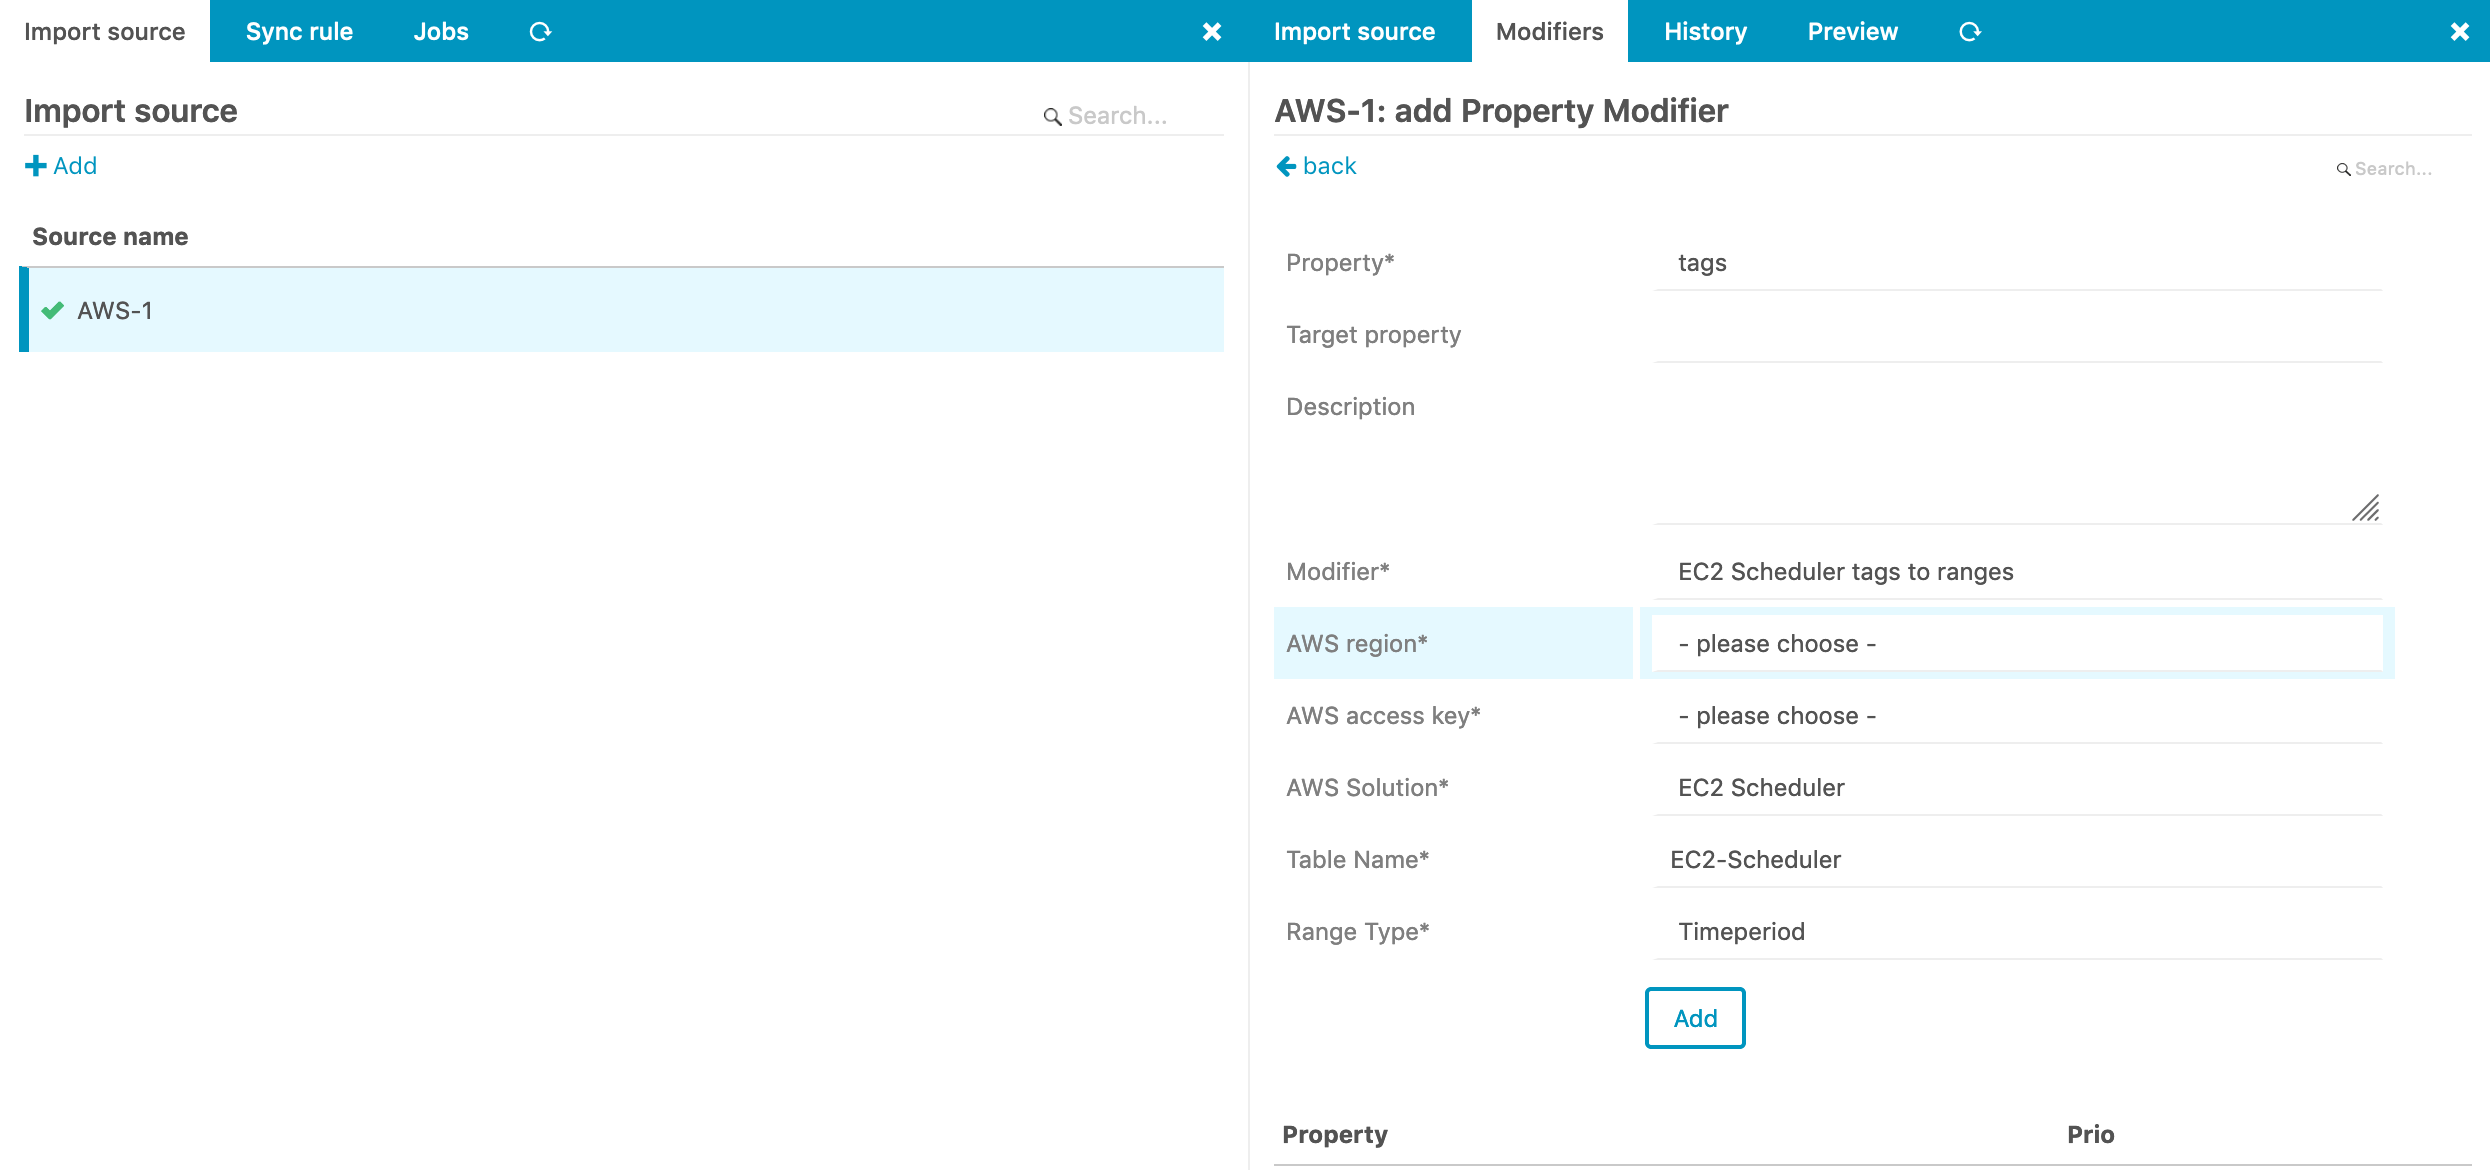 Import source
Sync rule
Jobs
Import source
Search...
Add
Source name
AWS-1
Import source
Modifiers
History
Preview
AWS-1: add Property Modifier
back
Search...
Property* tags
Target property
Description
Modifier* EC2 Scheduler tags to ranges
AWS region* - please choose -
AWS access key* - please choose -
AWS Solution* EC2 Scheduler
Table Name* EC2-Scheduler
Range Type* Timeperiod
Add
Property Prio